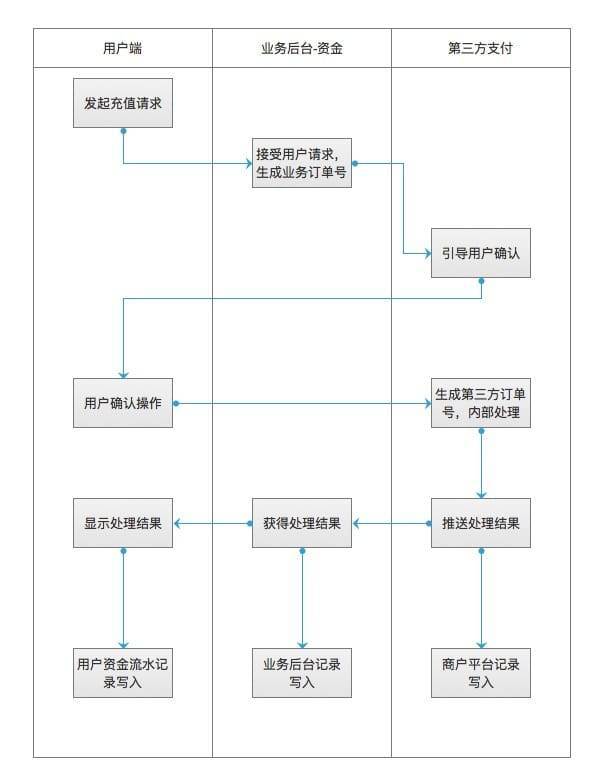 用户端
业务后台-资金
第三方支付
发起充值请求
接受用户请求，
生成业务订单号
引导用户确认
用户确认操作
生成第三方订单
号，内部处理
显示处理结果
获得处理结果
推送处理结果
用户资金流水记
录写入
业务后台记录
写入
商户平台记录
写入